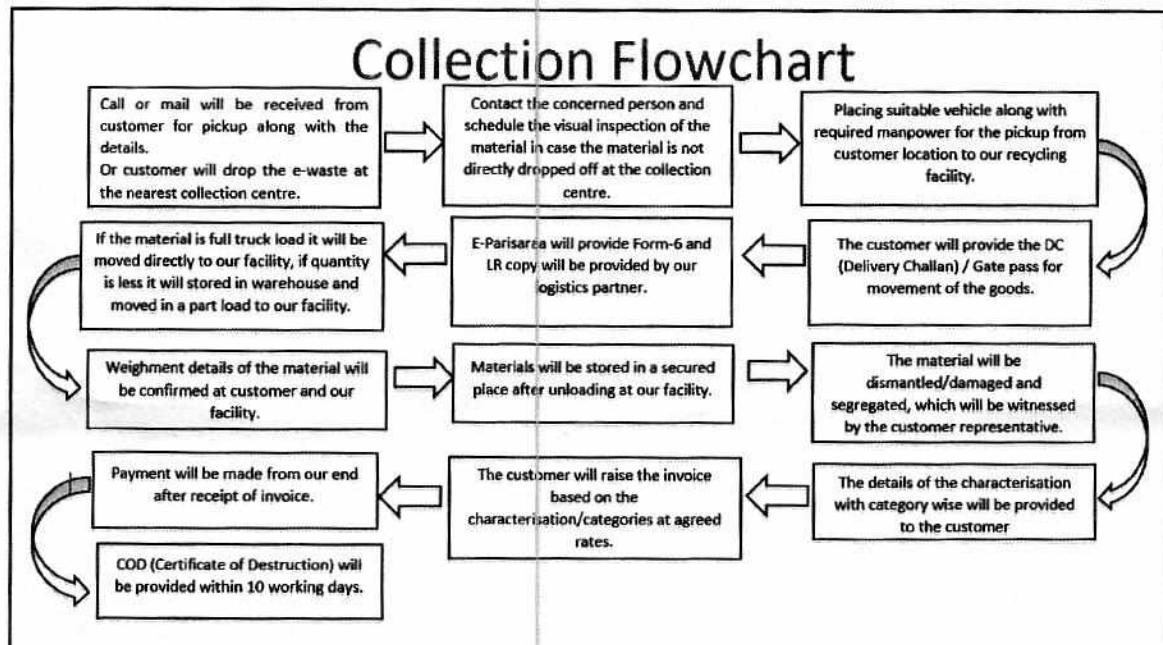 Collection Flowchart
Call or mail will be received from
customer for pickup along with the
details.
Or customer will drop the e-waste at
the nearest collection centre.
Contact the concerned person and
schedule the visual inspection of the
material in case the material is not
directly dropped off at the collection
centre.
Placing suitable vehicle along with
required manpower for the pickup from
customer location to our recycling
facility.
The customer will provide the DC
(Delivery Challan) / Gate pass for
movement of the goods.
E-Parisaraa will provide Form-6 and
LR copy will be provided by our
logistics partner.
If the material is full truck load it will be
moved directly to our facility, if quantity
is less it will stored in warehouse and
moved in a part load to our facility.
Weighment details of the material will
be confirmed at customer and our
facility.
Materials will be stored in a secured
place after unloading at our facility.
The material will be
dismantled/damaged and
segregated, which will be witnessed
by the customer representative.
The details of the characterisation
with category wise will be provided
to the customer
The customer will raise the invoice
based on the
characterisation/categories at agreed
rates.
Payment will be made from our end
after receipt of invoice.
COD (Certificate of Destruction) will
be provided within 10 working days.